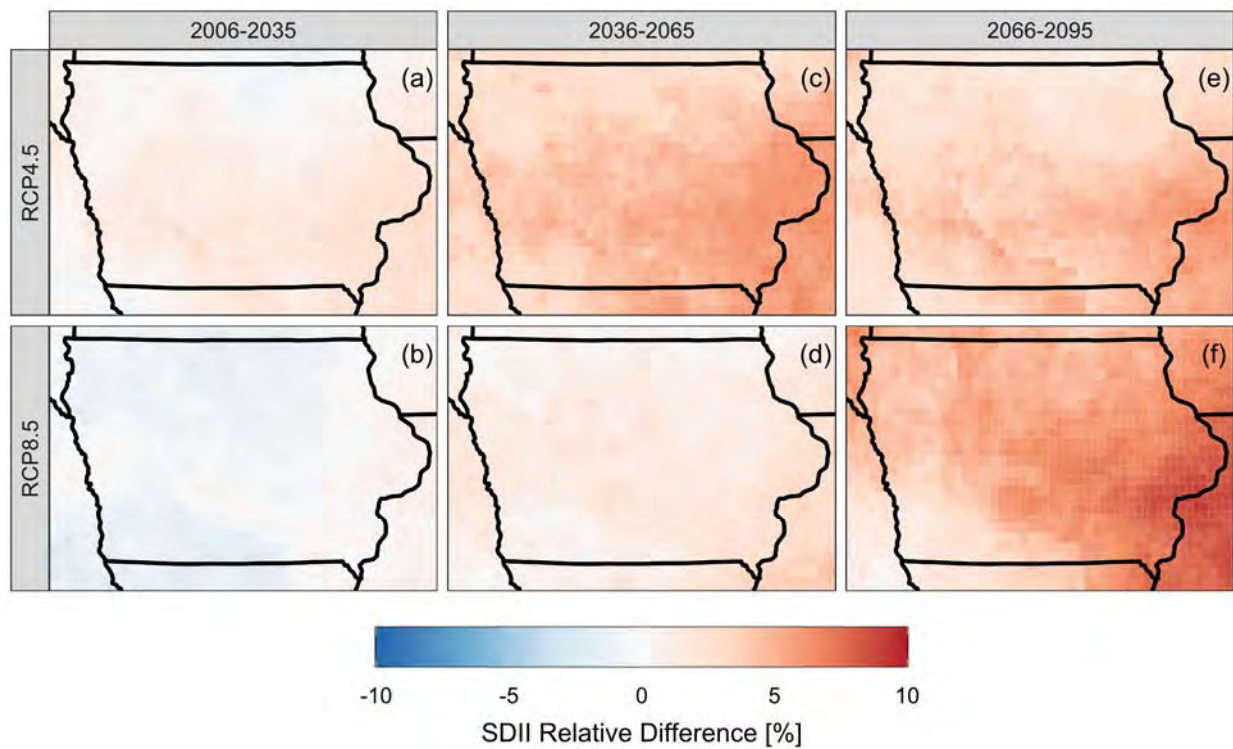 2006-2035
2036-2065
2066-2095
RCP4.5
(a)
(c)
(e)
RCP8.5
(b)
(d)
(f)
-10
-5
0
5
10
SDII Relative Difference [%]